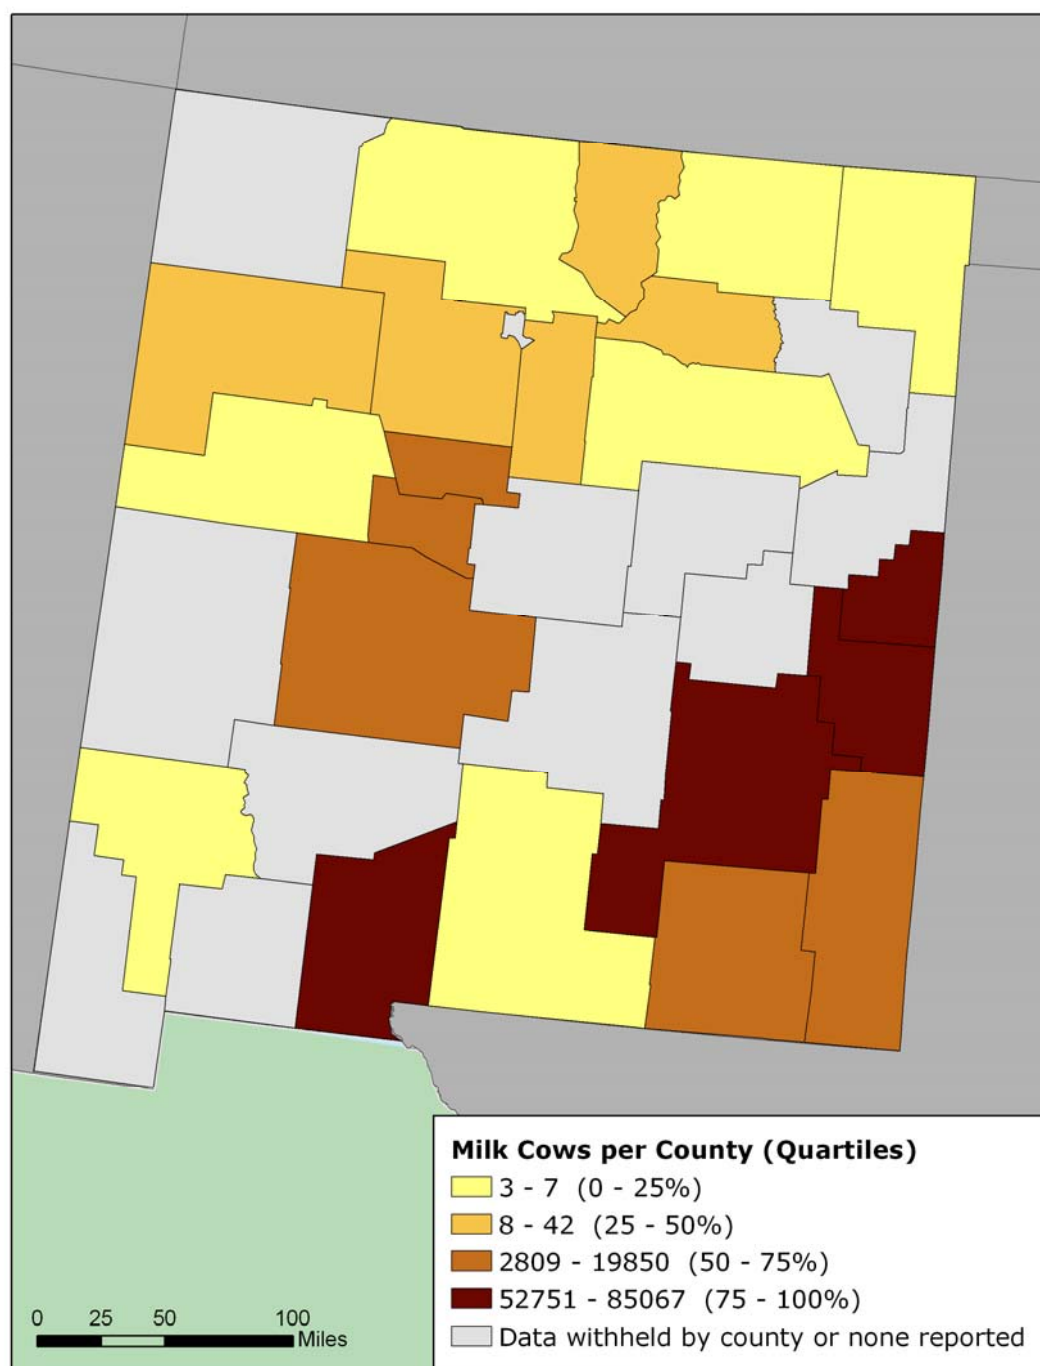 Milk Cows per County (Quartiles)
3 - 7 (0 - 25%)
8 - 42 (25 - 50%)
2809 - 19850 (50 - 75%)
52751 - 85067 (75 - 100%)
Data withheld by county or none reported
0 25 50 100
Miles